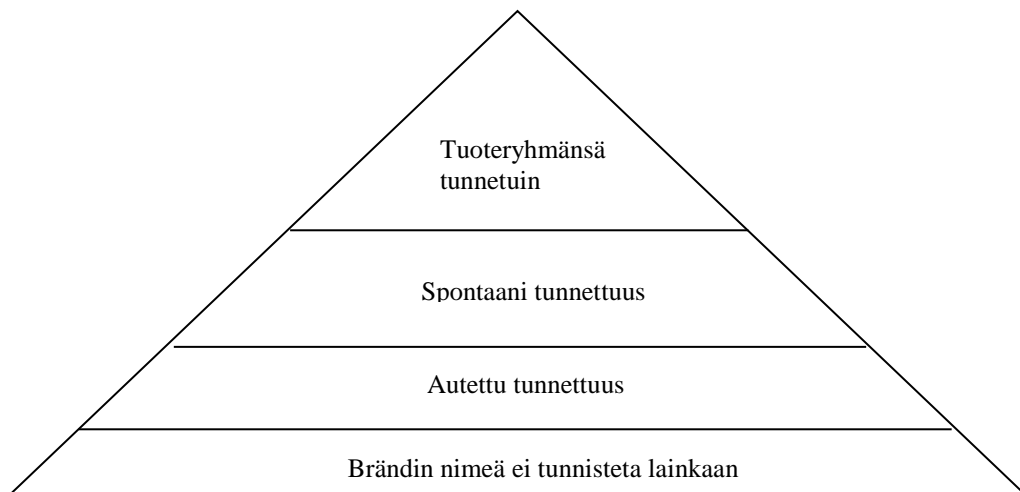 Tuoteryhmänsä
tunnetuin
Spontaani tunnettuus
Autettu tunnettuus
Brändin nimeä ei tunnisteta lainkaan